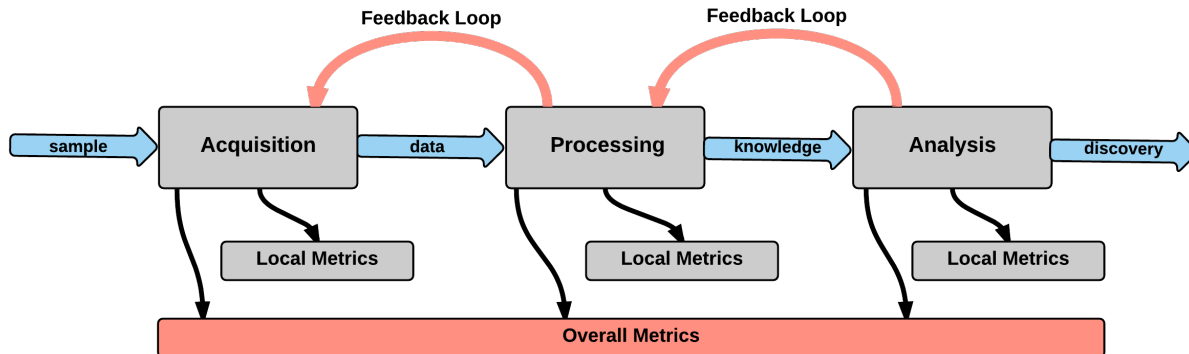 Feedback Loop
Feedback Loop
sample
Acquisition
data
Processing
knowledge
Analysis
discovery
Local Metrics
Local Metrics
Local Metrics
Overall Metrics